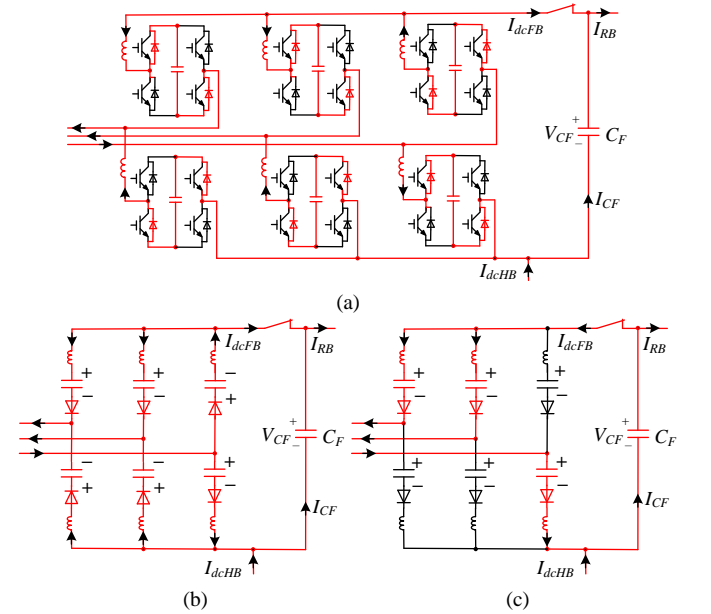 I_dcFB I_RB
+
V_CF C_F
−
I_CF
I_dcHB
(a)
I_dcFB I_RB I_dcFB I_RB
+ + − + + +
− − + − − −
+ +
V_CF C_F V_CF C_F
− −
− − + + + +
+ + − − − −
I_CF I_CF
I_dcHB I_dcHB
(b) (c)